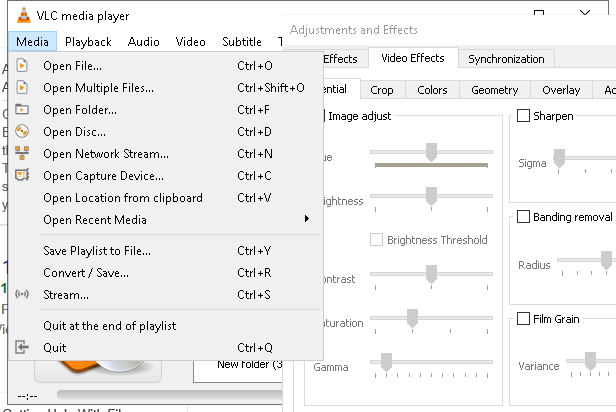 VLC media player
Media Playback Audio Video Subtitle
Open File... Ctrl+O
Open Multiple Files... Ctrl+Shift+O
Open Folder... Ctrl+F
Open Disc... Ctrl+D
Open Network Stream... Ctrl+N
Open Capture Device... Ctrl+C
Open Location from clipboard Ctrl+V
Open Recent Media
Save Playlist to File... Ctrl+Y
Convert / Save... Ctrl+R
Stream... Ctrl+S
Quit at the end of playlist
Quit Ctrl+Q
New folder (3
--:--
Adjustments and Effects
Effects Video Effects Synchronization
ential Crop Colors Geometry Overlay
Image adjust
ue
ightness
Brightness Threshold
ontrast
aturation
Gamma
Sharpen
Sigma
Banding removal
Radius
Film Grain
Variance